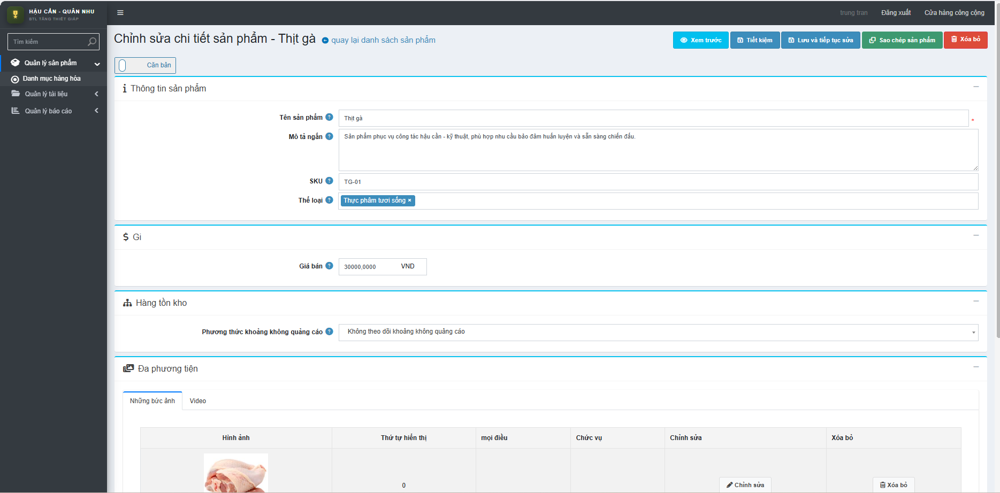 HẬU CẦN - QUÂN NHU
BTL TĂNG THIẾT GIÁP
trung tran
Đăng xuất
Cửa hàng công cộng
Tìm kiếm
Quản lý sản phẩm
Danh mục hàng hóa
Quản lý tài liệu
Quản lý báo cáo
Chỉnh sửa chi tiết sản phẩm - Thịt gà
quay lại danh sách sản phẩm
Xem trước
Tiết kiệm
Lưu và tiếp tục sửa
Sao chép sản phẩm
Xóa bỏ
Căn bản
Thông tin sản phẩm
Tên sản phẩm ? Thịt gà *
Mô tả ngắn ? Sản phẩm phục vụ công tác hậu cần - kỹ thuật, phù hợp nhu cầu bảo đảm huấn luyện và sẵn sàng chiến đấu.
SKU ? TG-01
Thể loại ? Thực phâm tươi sống ×
$ Gi
Giá bán ? 30000,0000 VND
Hàng tồn kho
Phương thức khoảng không quảng cáo ? Không theo dõi khoảng không quảng cáo
Đa phương tiện
Những bức ảnh
Video
Hình ảnh
Thứ tự hiển thị
mọi điều
Chức vụ
Chỉnh sửa
Xóa bỏ
0
Chỉnh sửa
Xóa bỏ